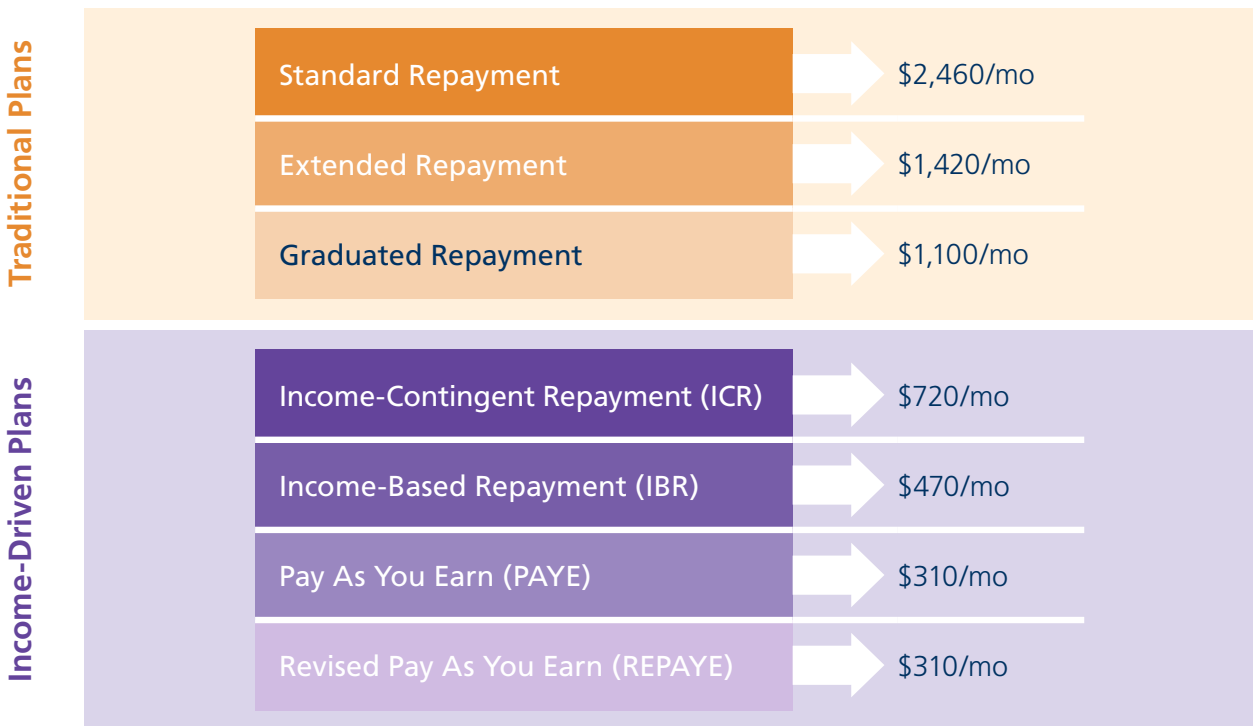 Traditional Plans
Standard Repayment $2,460/mo
Extended Repayment $1,420/mo
Graduated Repayment $1,100/mo
Income-Driven Plans
Income-Contingent Repayment (ICR) $720/mo
Income-Based Repayment (IBR) $470/mo
Pay As You Earn (PAYE) $310/mo
Revised Pay As You Earn (REPAYE) $310/mo